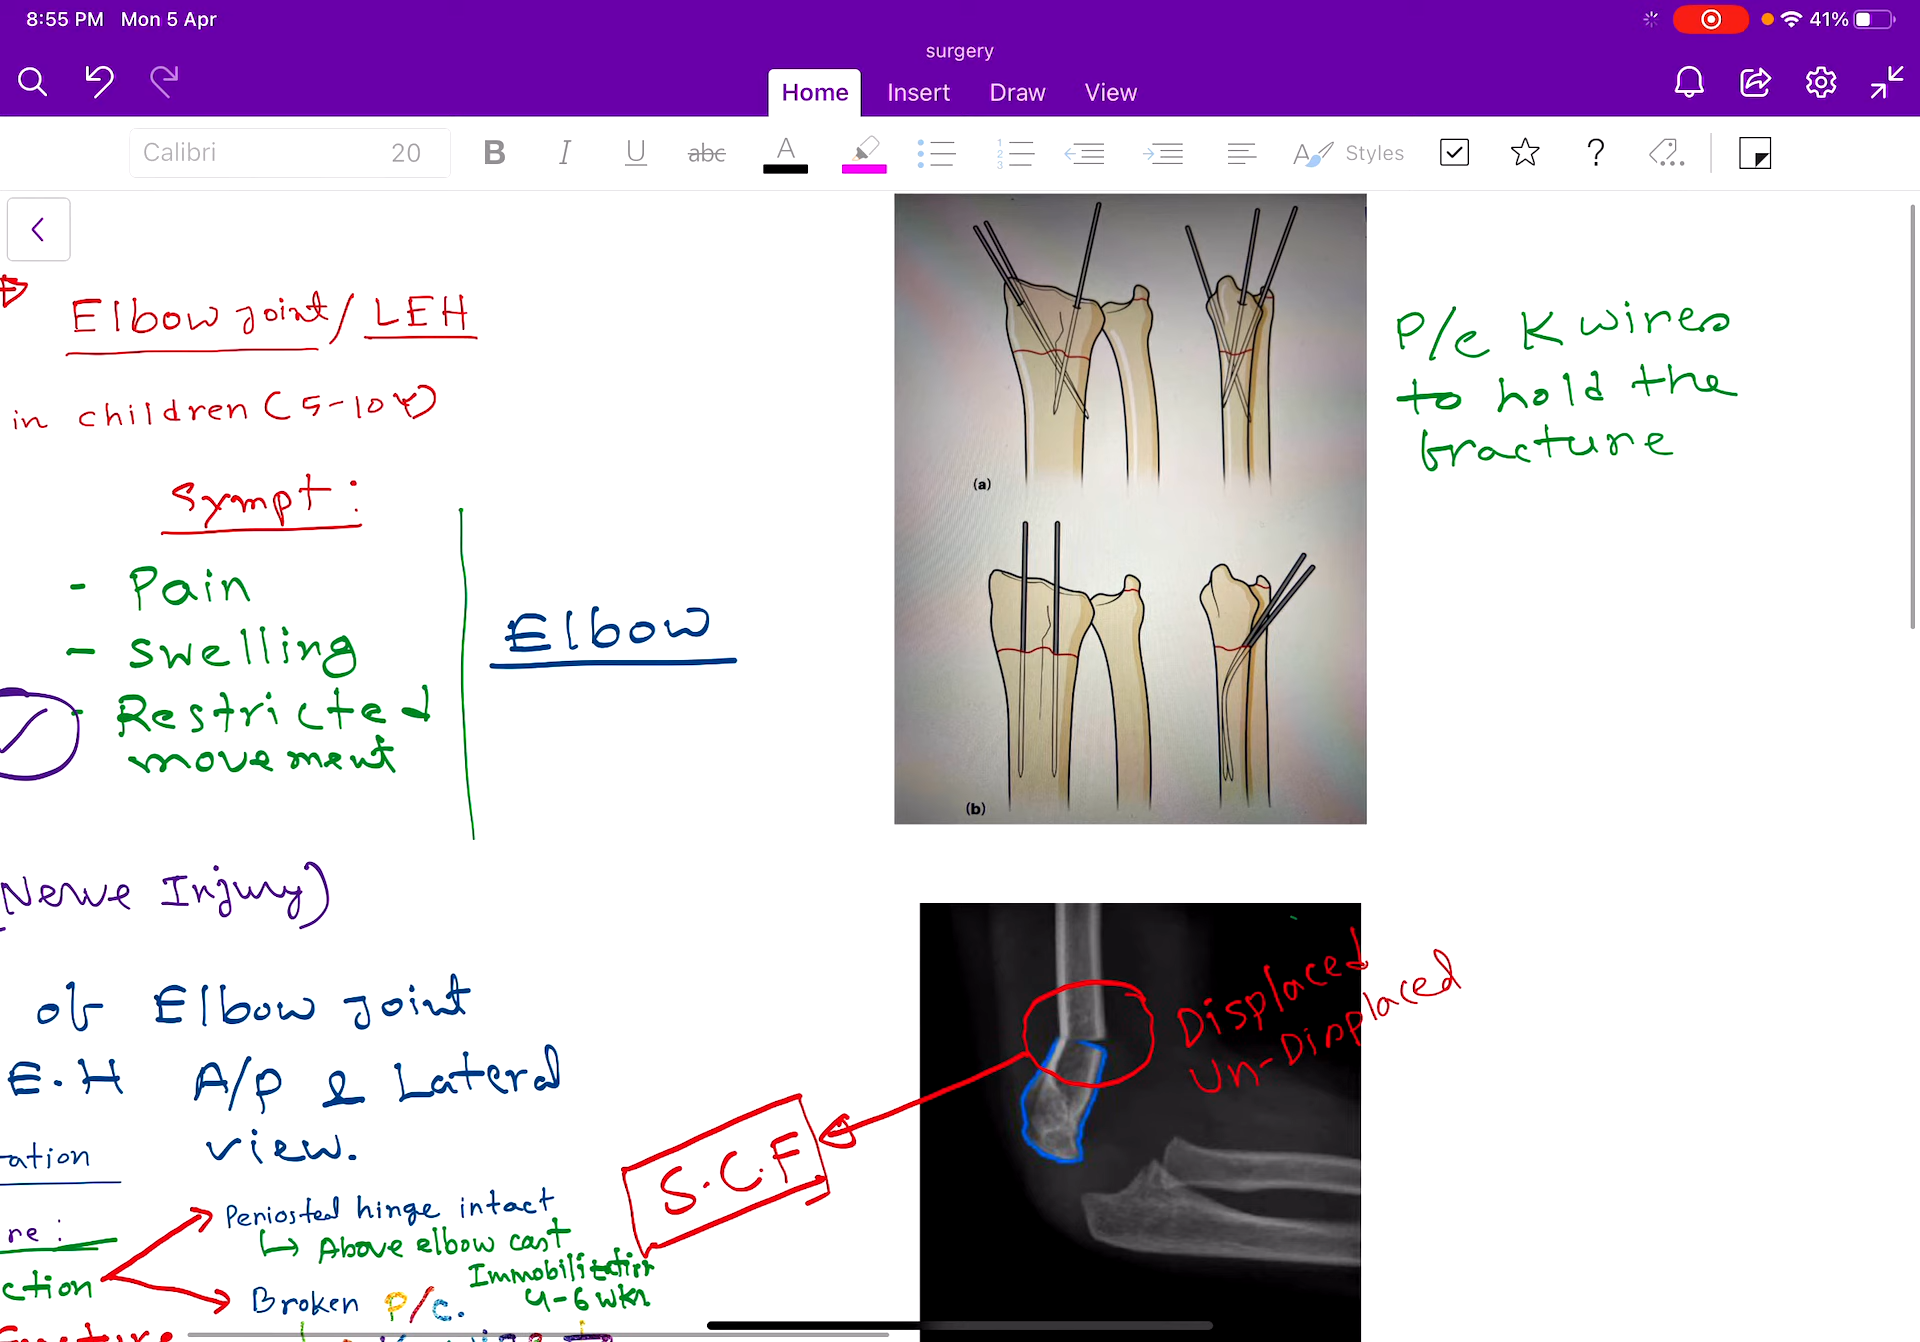 8:55 PM Mon 5 Apr
41%
surgery
Home Insert Draw View
Calibri 20 B I U abc A Styles
Elbow joint / LEH
in children (5-10 Y)
Sympt :
- Pain
- Swelling
- Restricted
movement
Elbow
(a)
(b)
P/c K wires
to hold the
fracture
(Nerve Injury)
of Elbow joint
E.H A/P & Lateral
view.
ation
re :
ction
Periosted hinge intact
Above elbow cast
Immobilization
4-6 wks
Broken P/C.
S.C.F
Displaced
Un-Displaced